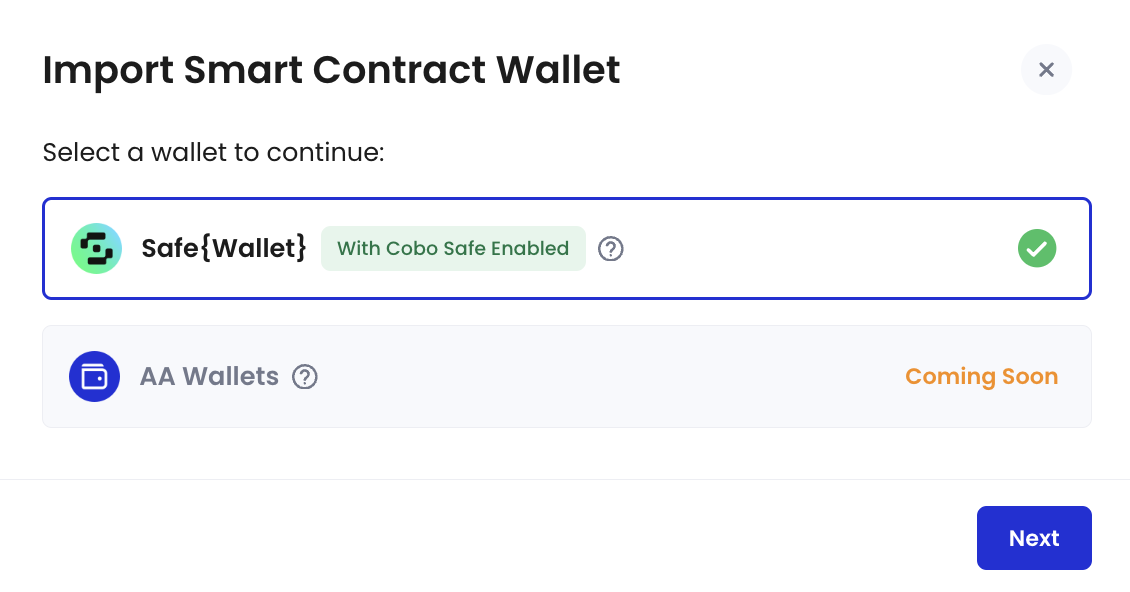 Import Smart Contract Wallet
Select a wallet to continue:
Safe{Wallet} With Cobo Safe Enabled ?
AA Wallets ? Coming Soon
Next